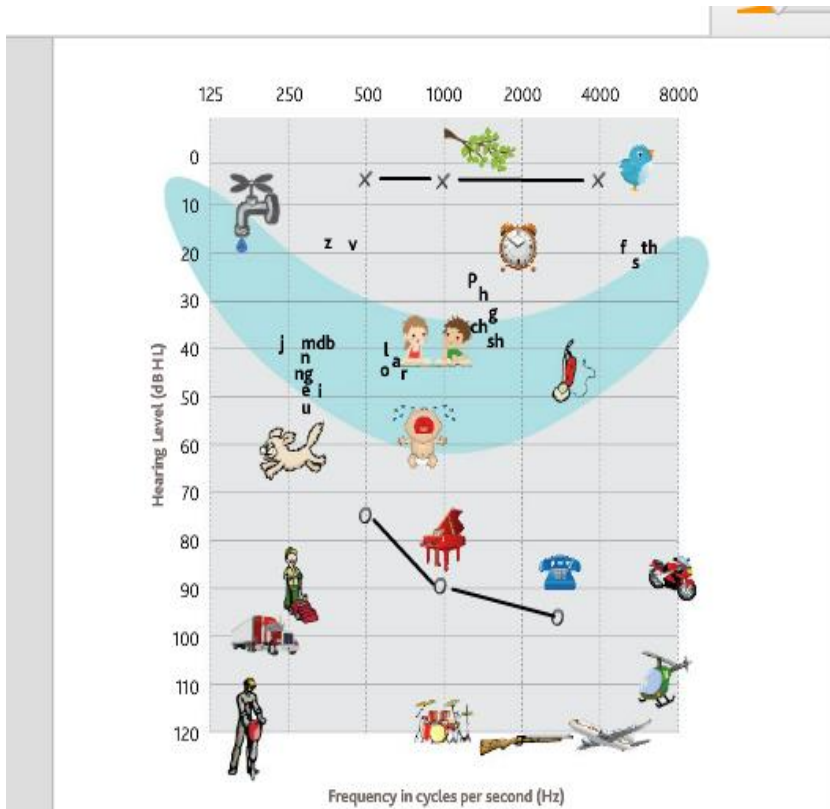 125 250 500 1000 2000 4000 8000
0
10
z v f th
20
s
p
h
30
g
ch
j mdb l sh
40
n a
ng o r
e i
50
u
60
70
80
90
100
110
120
Hearing Level (dB HL)
Frequency in cycles per second (Hz)